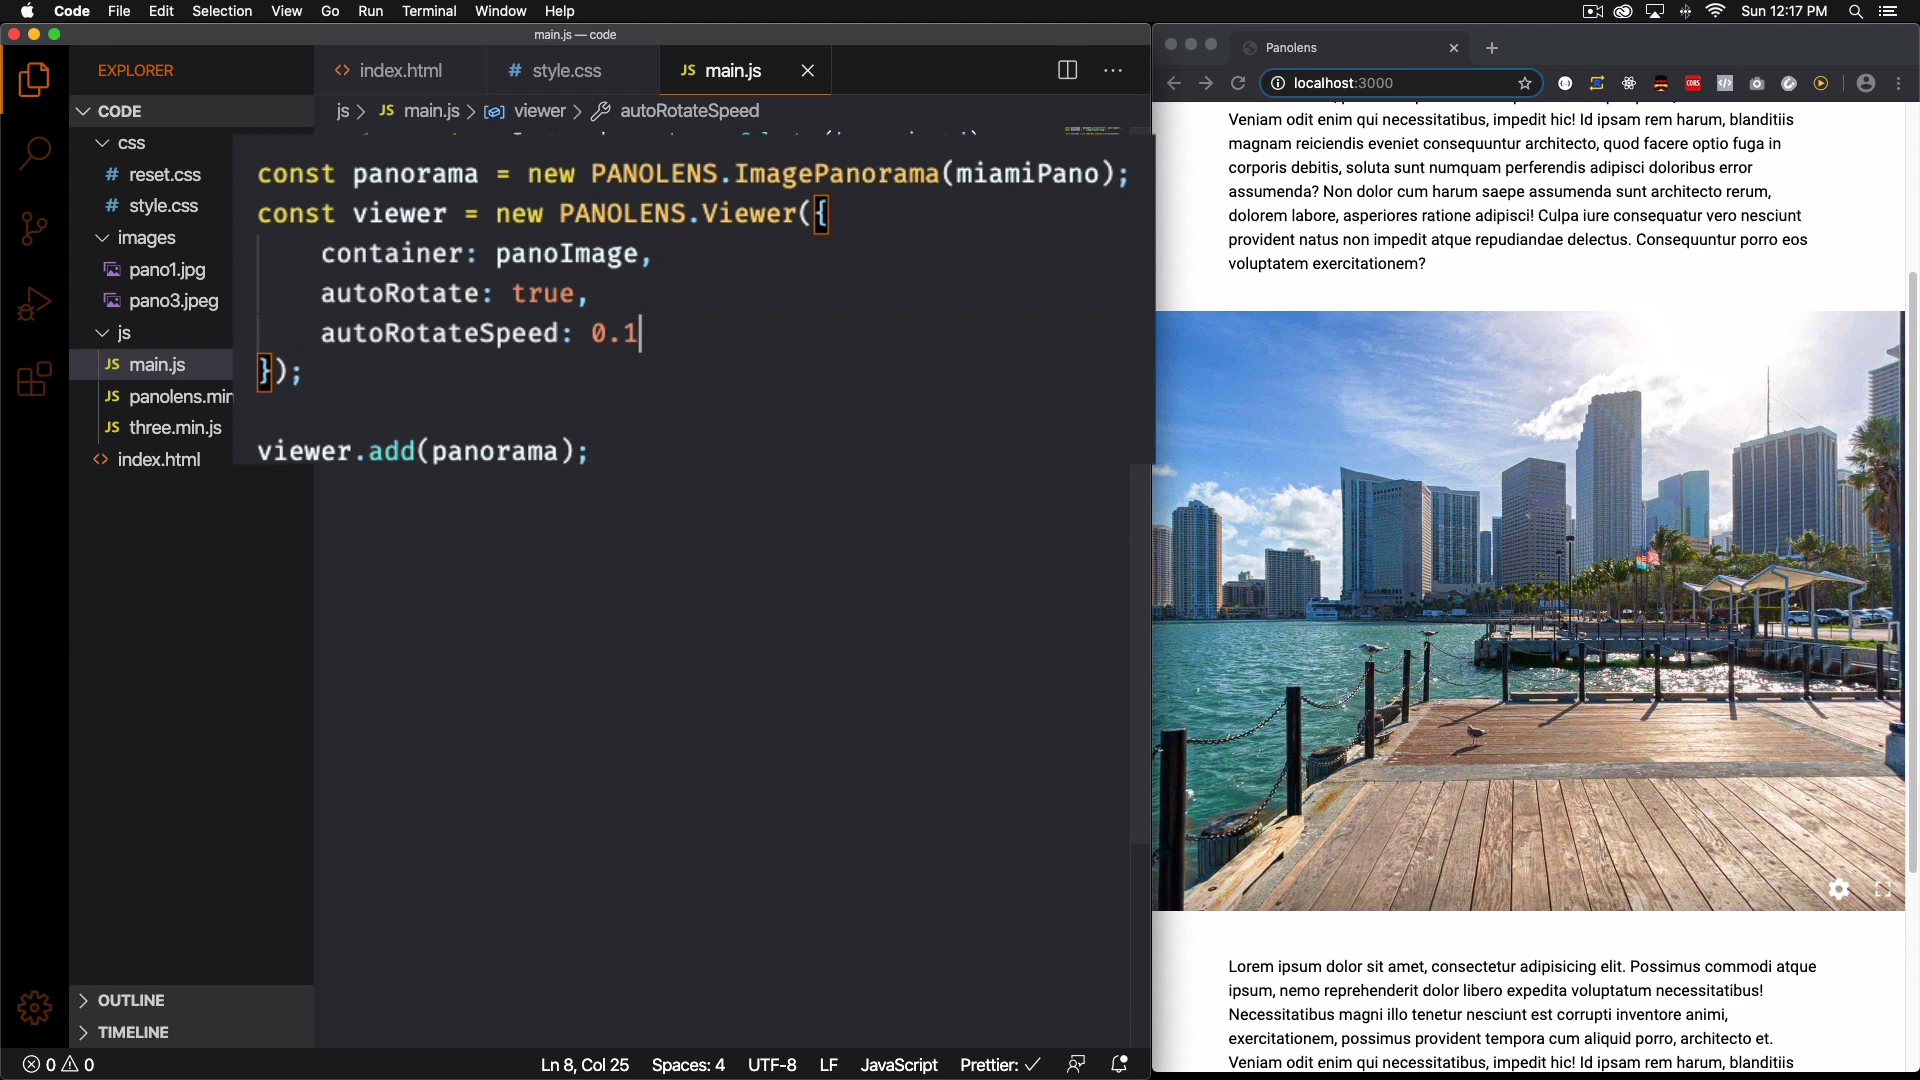 Code File Edit Selection View Go Run Terminal Window Help
Sun 12:17 PM
main.js — code
EXPLORER
index.html
# style.css
JS main.js
CODE
js > JS main.js > viewer > autoRotateSpeed
css
# reset.css
# style.css
images
pano1.jpg
pano3.jpeg
js
JS main.js
JS panolens.min
JS three.min.js
<> index.html
const panorama = new PANOLENS.ImagePanorama(miamiPano);
const viewer = new PANOLENS.Viewer({
container: panoImage,
autoRotate: true,
autoRotateSpeed: 0.1
});
viewer.add(panorama);
OUTLINE
TIMELINE
0 0
Ln 8, Col 25 Spaces: 4 UTF-8 LF JavaScript Prettier: ✓
Panolens
localhost:3000
CORS
Veniam odit enim qui necessitatibus, impedit hic! Id ipsam rem harum, blanditiis
magnam reiciendis eveniet consequuntur architecto, quod facere optio fuga in
corporis debitis, soluta sunt numquam perferendis adipisci doloribus error
assumenda? Non dolor cum harum saepe assumenda sunt architecto rerum,
dolorem labore, asperiores ratione adipisci! Culpa iure consequatur vero nesciunt
provident natus non impedit atque repudiandae delectus. Consequuntur porro eos
voluptatem exercitationem?
Lorem ipsum dolor sit amet, consectetur adipisicing elit. Possimus commodi atque
ipsum, nemo reprehenderit dolor libero expedita voluptatum necessitatibus!
Necessitatibus magni illo tenetur nesciunt est corrupti inventore animi,
exercitationem, possimus provident tempora cum aliquid porro, architecto et.
Veniam odit enim qui necessitatibus, impedit hic! Id ipsam rem harum, blanditiis